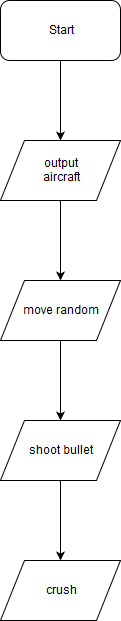 Start
output
aircraft
move random
shoot bullet
crush